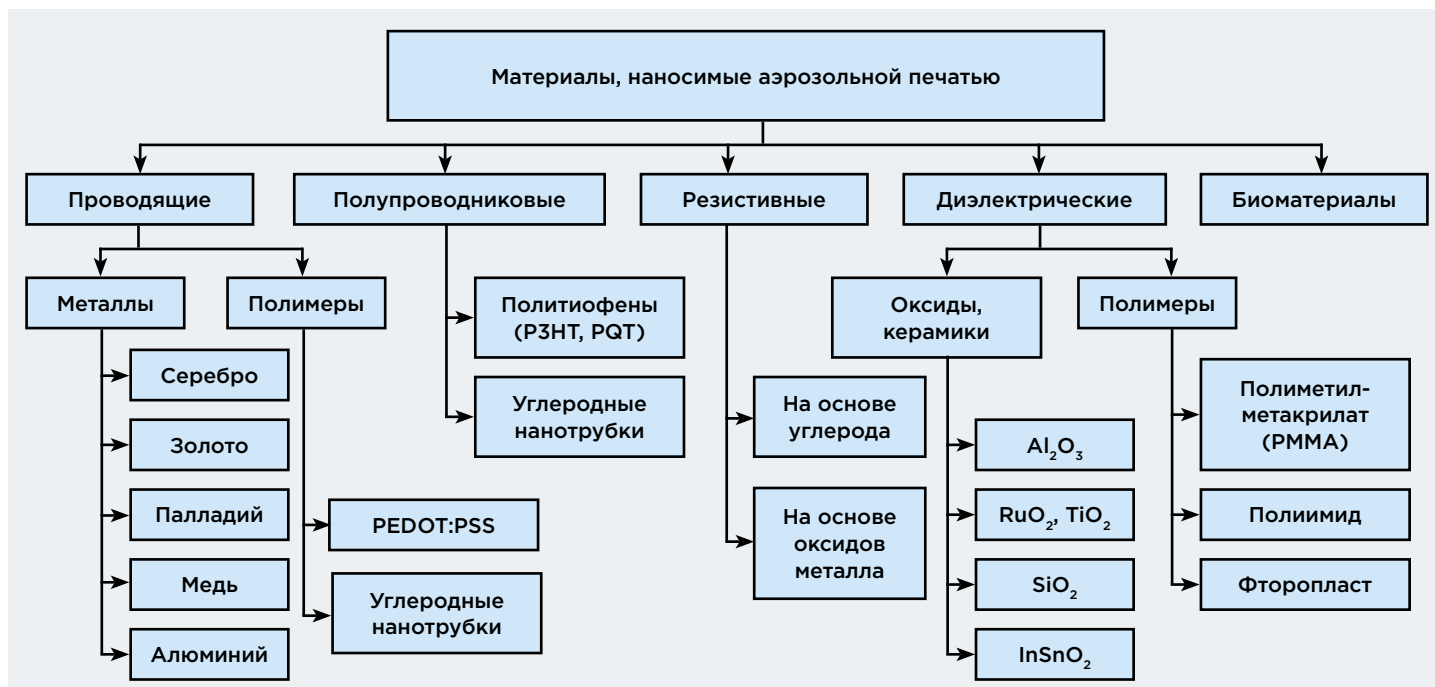 Материалы, наносимые аэрозольной печатью
Проводящие
Полупроводниковые
Резистивные
Диэлектрические
Биоматериалы
Металлы
Полимеры
Серебро
Золото
Палладий
Медь
Алюминий
PEDOT:PSS
Углеродные
нанотрубки
Политиофены
(P3HT, PQT)
Углеродные
нанотрубки
На основе
углерода
На основе
оксидов
металла
Оксиды,
керамики
Полимеры
Al₂O₃
RuO₂, TiO₂
SiO₂
InSnO₂
Полиметил-
метакрилат
(PMMA)
Полиимид
Фторопласт